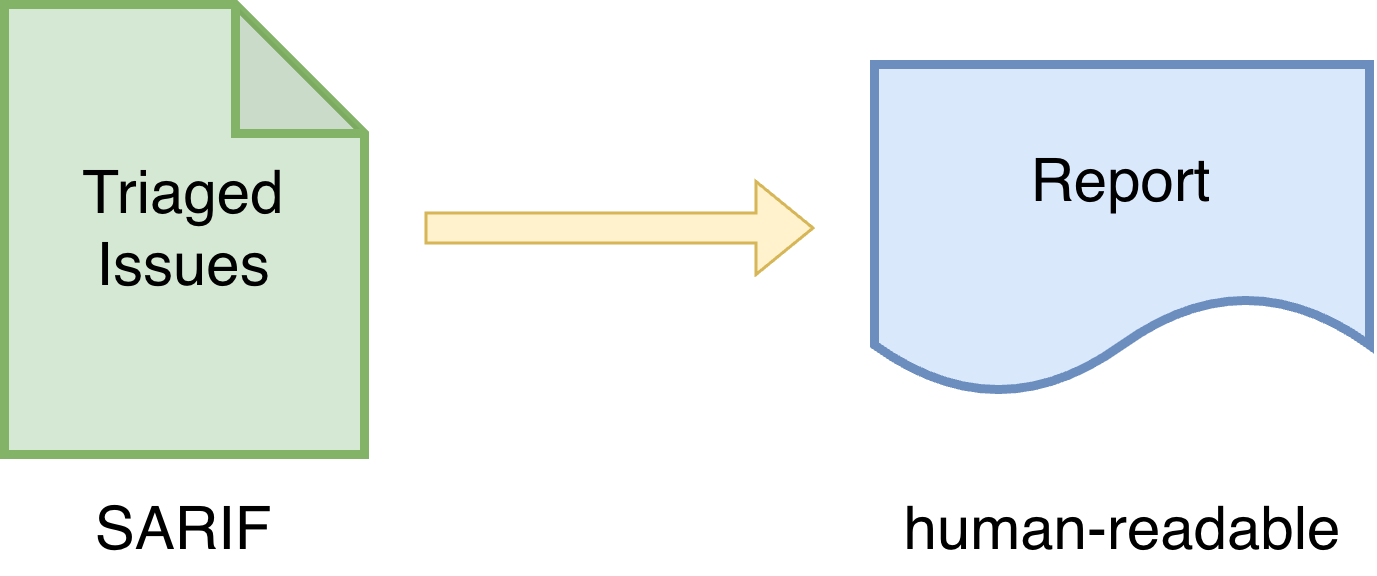 Triaged
Issues
Report
SARIF
human-readable